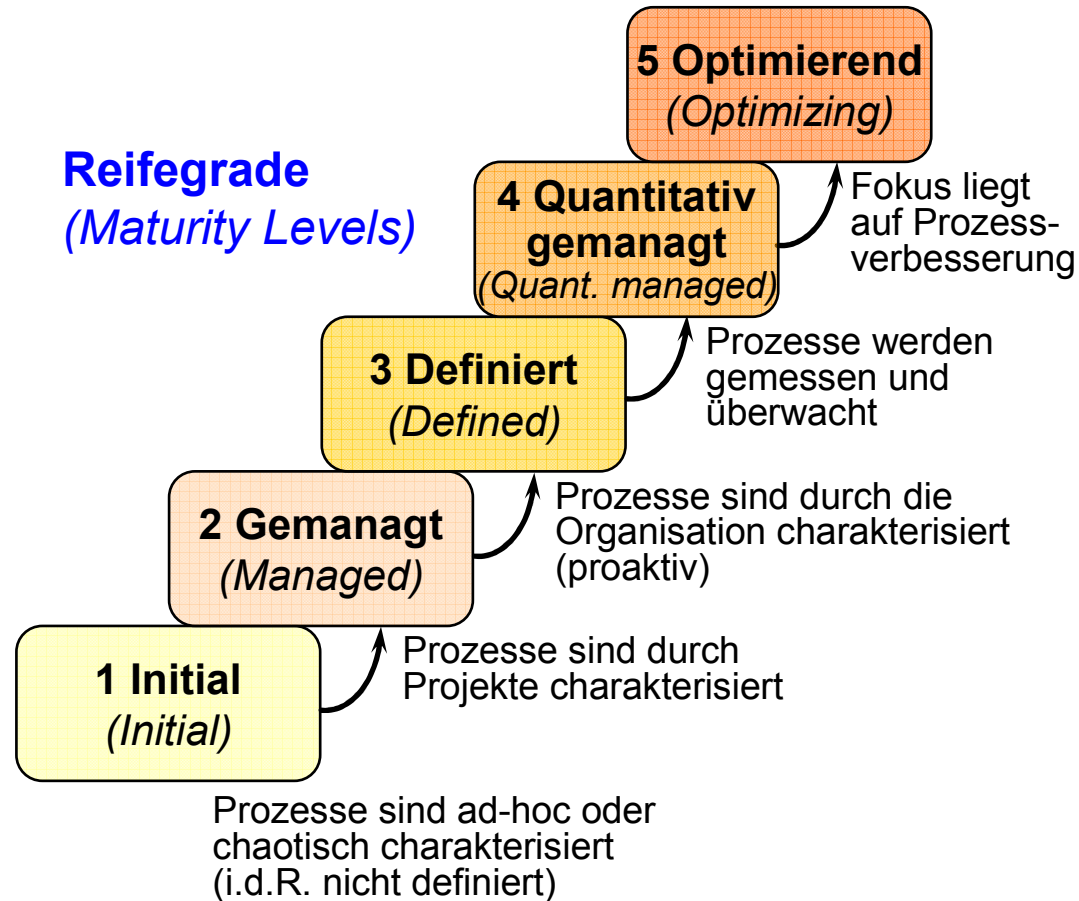 5 Optimierend
(Optimizing)
Reifegrade
(Maturity Levels)
4 Quantitativ
gemanagt
(Quant. managed)
Fokus liegt
auf Prozess-
verbesserung
3 Definiert
(Defined)
Prozesse werden
gemessen und
überwacht
2 Gemanagt
(Managed)
Prozesse sind durch die
Organisation charakterisiert
(proaktiv)
1 Initial
(Initial)
Prozesse sind durch
Projekte charakterisiert
Prozesse sind ad-hoc oder
chaotisch charakterisiert
(i.d.R. nicht definiert)